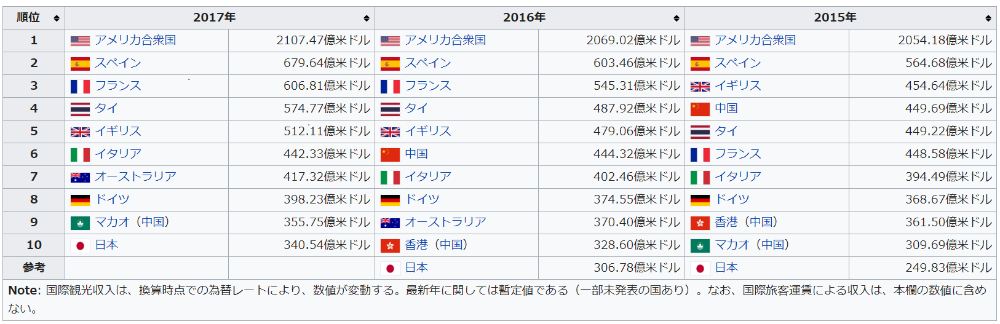 順位 2017年 2016年 2015年
1 アメリカ合衆国 2107.47億米ドル アメリカ合衆国 2069.02億米ドル アメリカ合衆国 2054.18億米ドル
2 スペイン 679.64億米ドル スペイン 603.46億米ドル スペイン 564.68億米ドル
3 フランス 606.81億米ドル フランス 545.31億米ドル イギリス 454.64億米ドル
4 タイ 574.77億米ドル タイ 487.92億米ドル 中国 449.69億米ドル
5 イギリス 512.11億米ドル イギリス 479.06億米ドル タイ 449.22億米ドル
6 イタリア 442.33億米ドル 中国 444.32億米ドル フランス 448.58億米ドル
7 オーストラリア 417.32億米ドル イタリア 402.46億米ドル イタリア 394.49億米ドル
8 ドイツ 398.23億米ドル ドイツ 374.55億米ドル ドイツ 368.67億米ドル
9 マカオ（中国） 355.75億米ドル オーストラリア 370.40億米ドル 香港（中国） 361.50億米ドル
10 日本 340.54億米ドル 香港（中国） 328.60億米ドル マカオ（中国） 309.69億米ドル
参考 日本 306.78億米ドル 日本 249.83億米ドル
Note: 国際観光収入は、換算時点での為替レートにより、数値が変動する。最新年に関しては暫定値である（一部未発表の国あり）。なお、国際旅客運賃による収入は、本欄の数値に含め
ない。